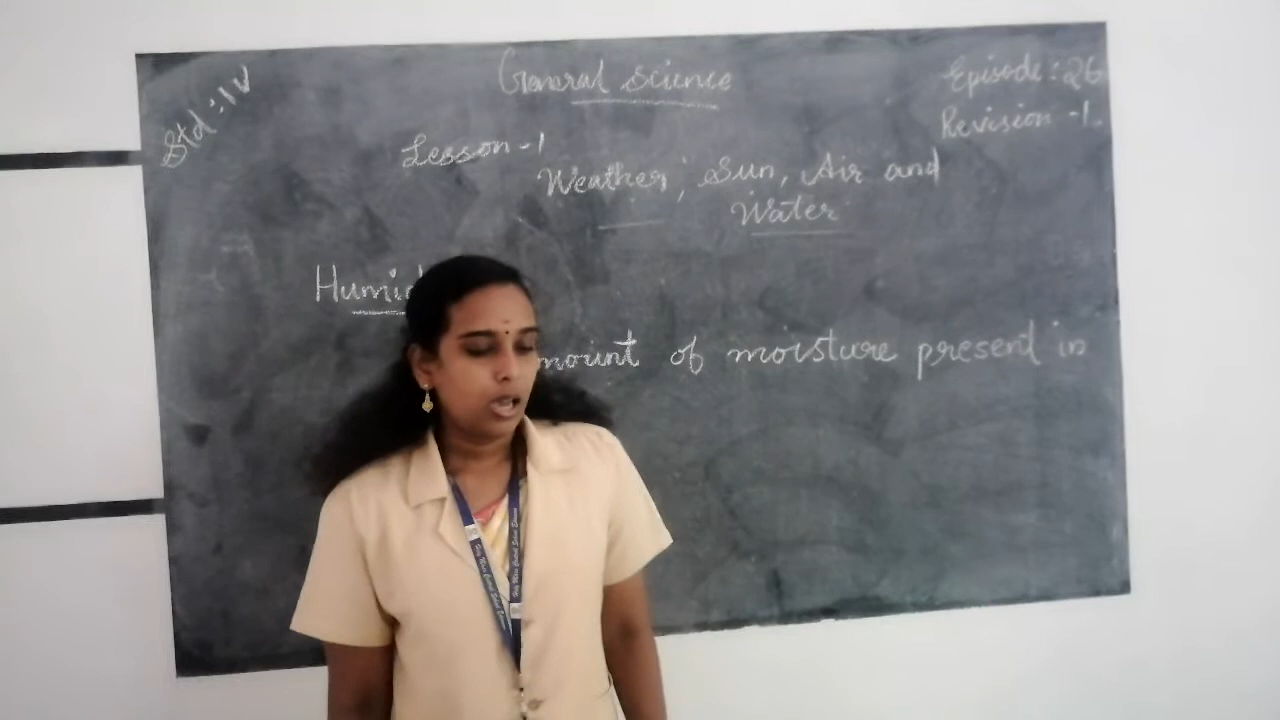 Std : IV
General Science
Episode : 26
Revision - 1.
Lesson - 1
Weather, Sun, Air and
Water
Humid
mount of moisture present in